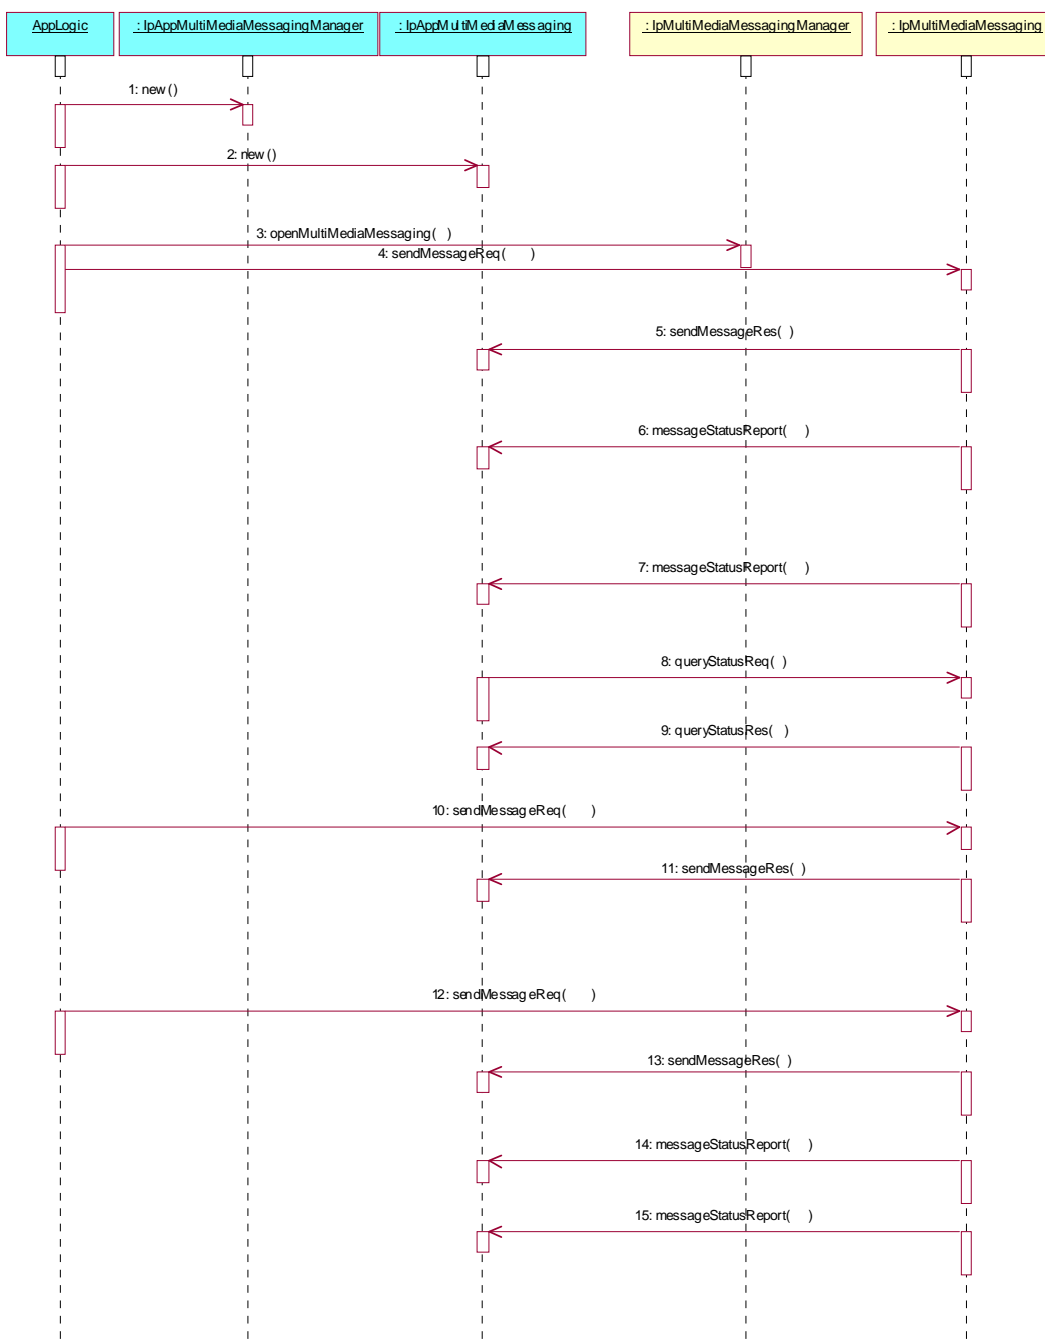 AppLogic
: IpAppMultiMediaMessagingManager
: IpAppMultiMediaMessaging
: IpMultiMediaMessagingManager
: IpMultiMediaMessaging
1: new()
2: new()
3: openMultiMediaMessaging( )
4: sendMessageReq( )
5: sendMessageRes( )
6: messageStatusReport( )
7: messageStatusReport( )
8: queryStatusReq( )
9: queryStatusRes( )
10: sendMessageReq( )
11: sendMessageRes( )
12: sendMessageReq( )
13: sendMessageRes( )
14: messageStatusReport( )
15: messageStatusReport( )